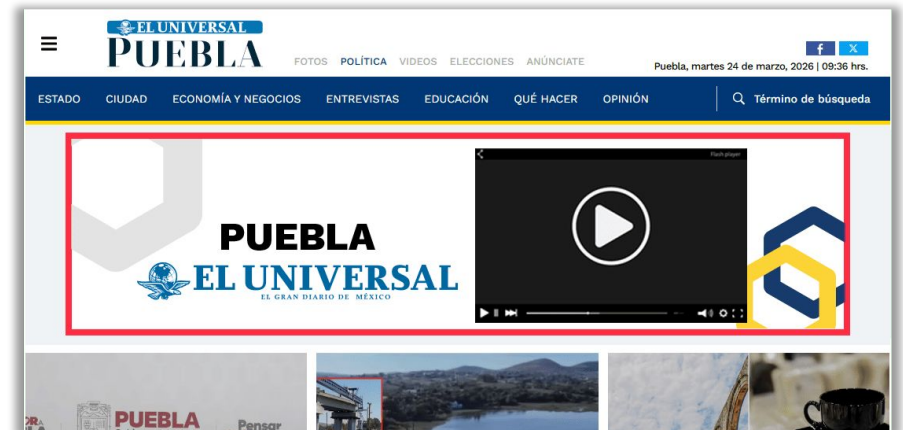 EL UNIVERSAL
PUEBLA
FOTOS POLÍTICA VIDEOS ELECCIONES ANÚNCIATE
Puebla, martes 24 de marzo, 2026 | 09:36 hrs.
ESTADO CIUDAD ECONOMÍA Y NEGOCIOS ENTREVISTAS EDUCACIÓN QUÉ HACER OPINIÓN Término de búsqueda
Flash player
PUEBLA
EL UNIVERSAL
EL GRAN DIARIO DE MÉXICO
PUEBLA Pensar